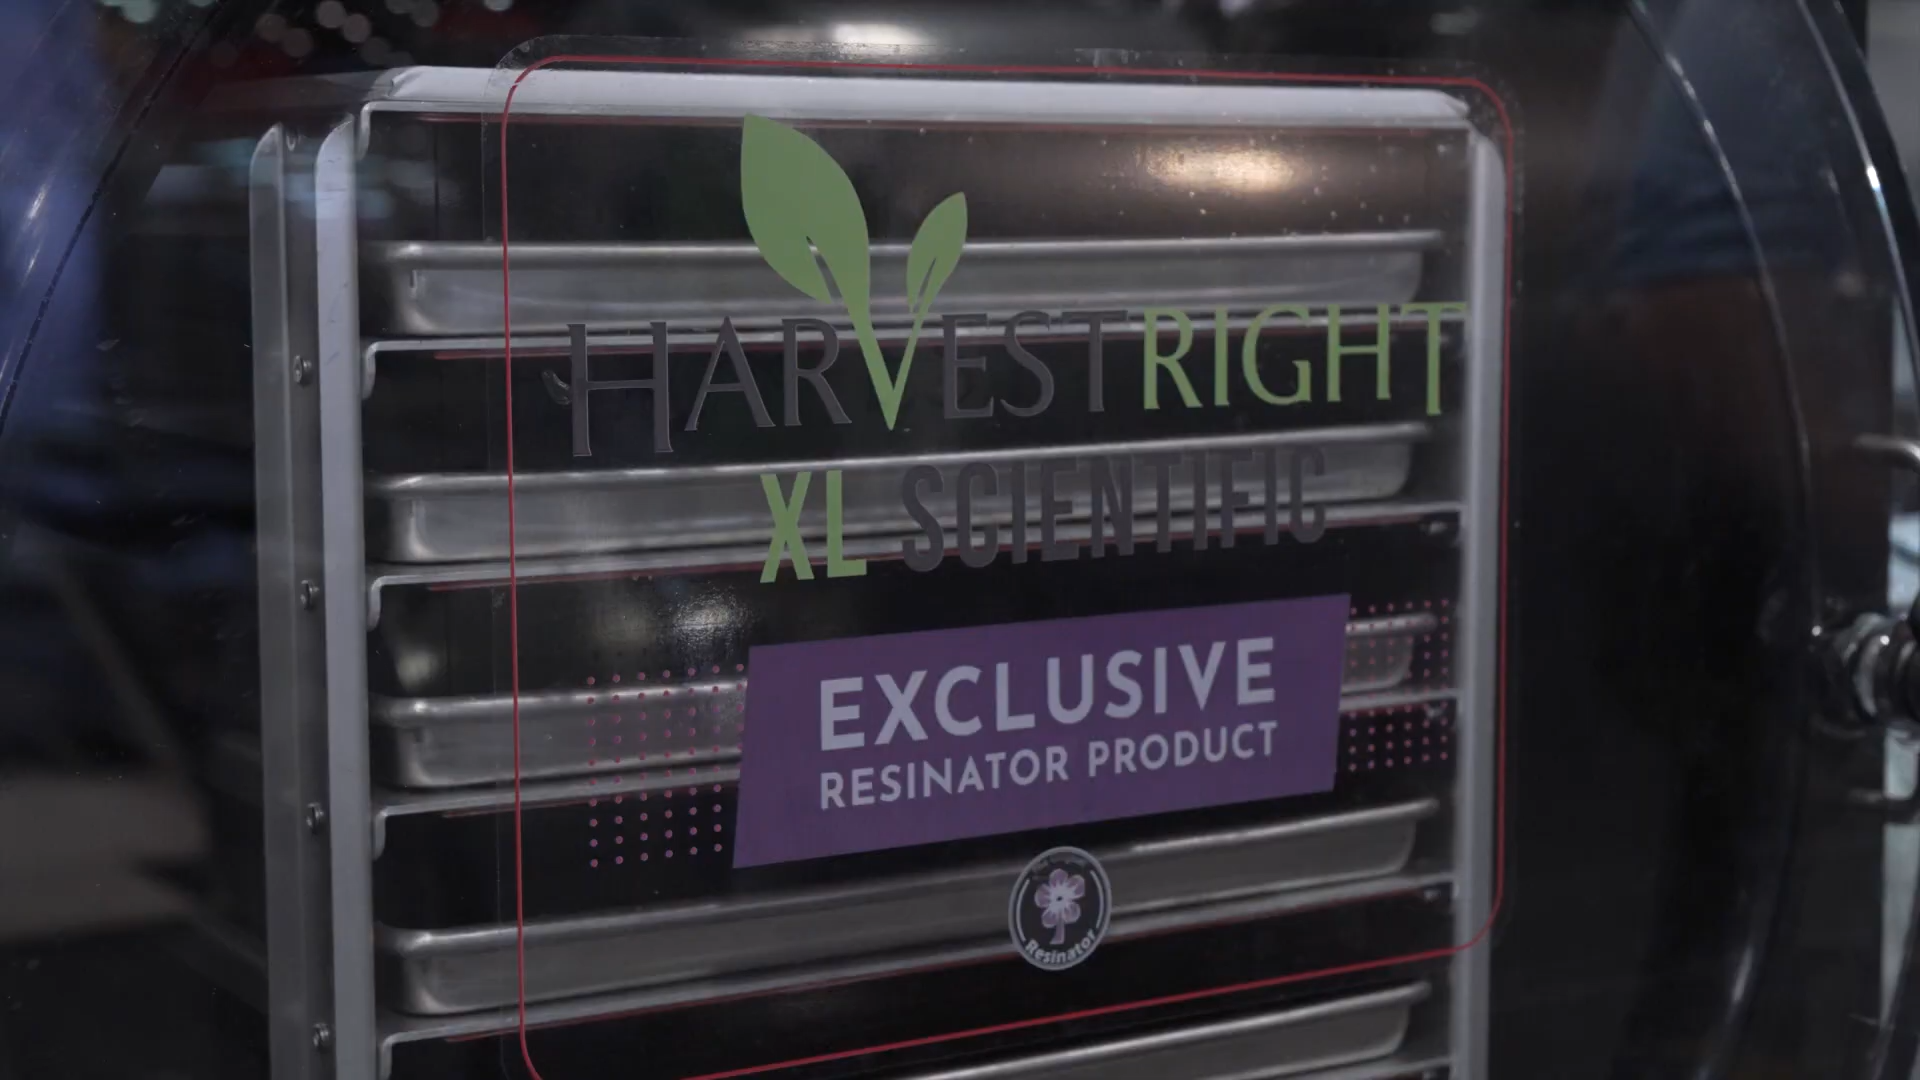 HARVESTRIGHT
XL SCIENTIFIC
EXCLUSIVE
RESINATOR PRODUCT
Resinator